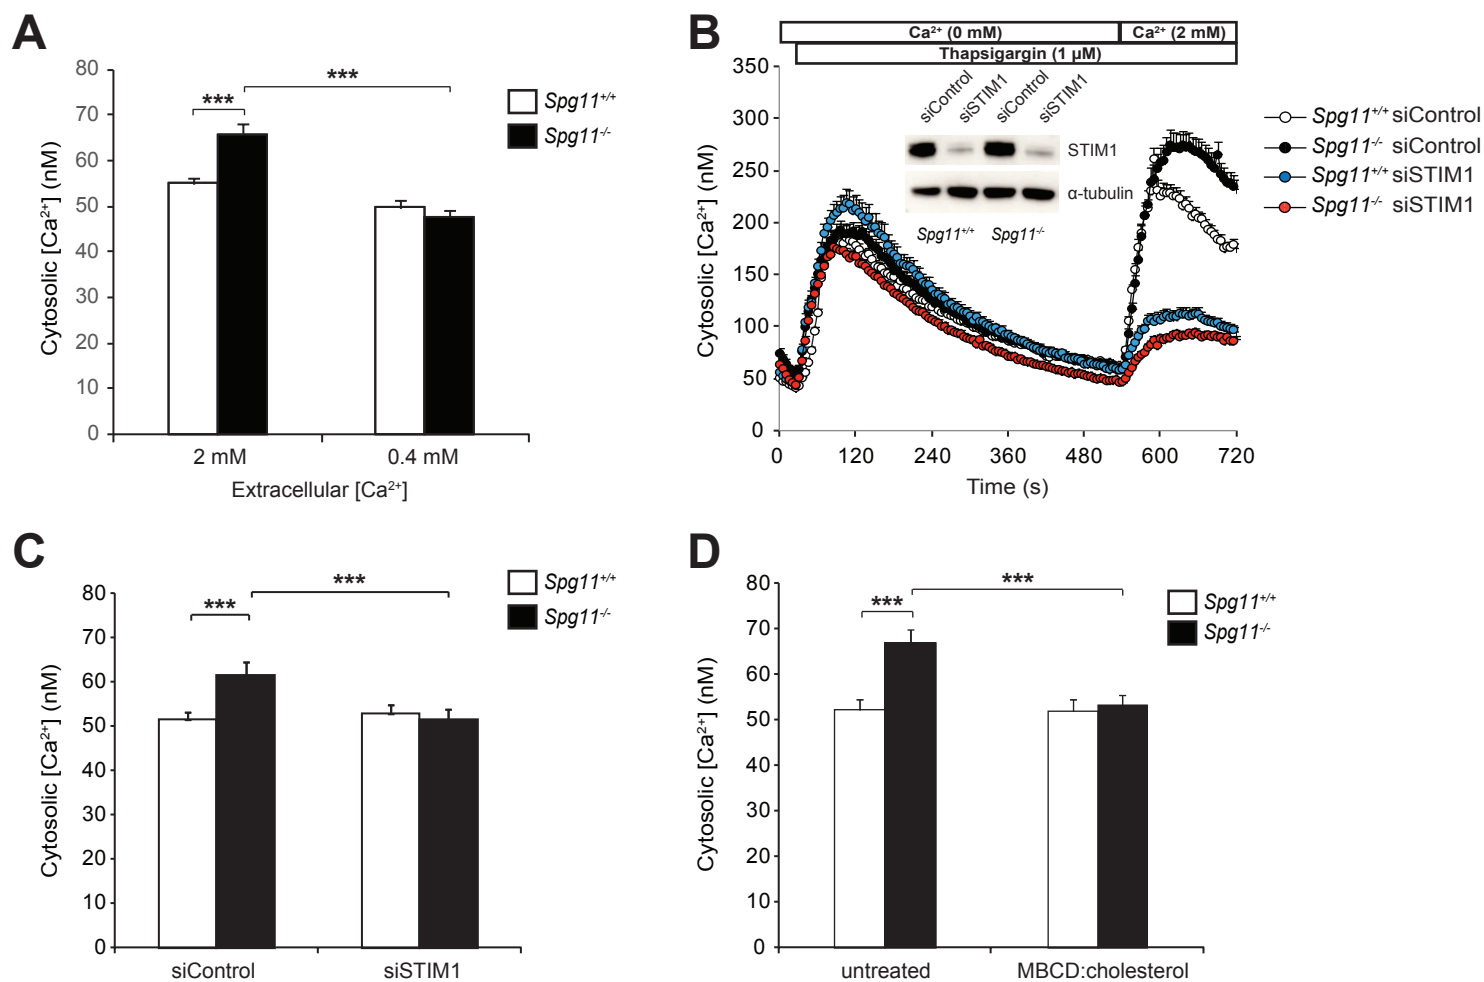 A
80
70
60
50
40
30
20
10
0
Cytosolic [Ca²⁺] (nM)
***
***
Spg11⁺/⁺
Spg11⁻/⁻
2 mM
0.4 mM
Extracellular [Ca²⁺]
B
Ca²⁺ (0 mM)
Ca²⁺ (2 mM)
Thapsigargin (1 µM)
350
300
250
200
150
100
50
0
Cytosolic [Ca²⁺] (nM)
siControl
siSTIM1
siControl
siSTIM1
STIM1
α-tubulin
Spg11⁺/⁺
Spg11⁻/⁻
Spg11⁺/⁺ siControl
Spg11⁻/⁻ siControl
Spg11⁺/⁺ siSTIM1
Spg11⁻/⁻ siSTIM1
0 120 240 360 480 600 720
Time (s)
C
80
70
60
50
40
30
20
10
0
Cytosolic [Ca²⁺] (nM)
***
***
Spg11⁺/⁺
Spg11⁻/⁻
siControl
siSTIM1
D
80
70
60
50
40
30
20
10
0
Cytosolic [Ca²⁺] (nM)
***
***
Spg11⁺/⁺
Spg11⁻/⁻
untreated
MBCD:cholesterol